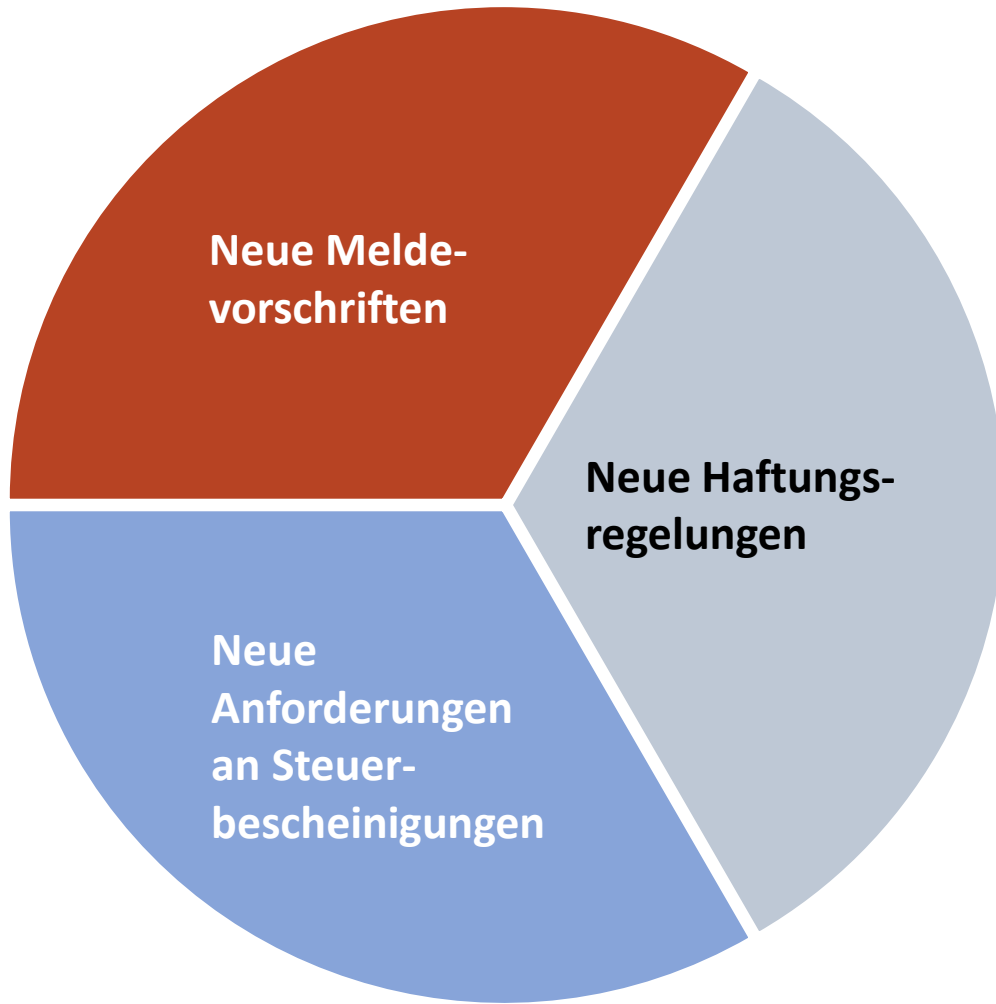 Neue Melde-
vorschriften
Neue Haftungs-
regelungen
Neue
Anforderungen
an Steuer-
bescheinigungen